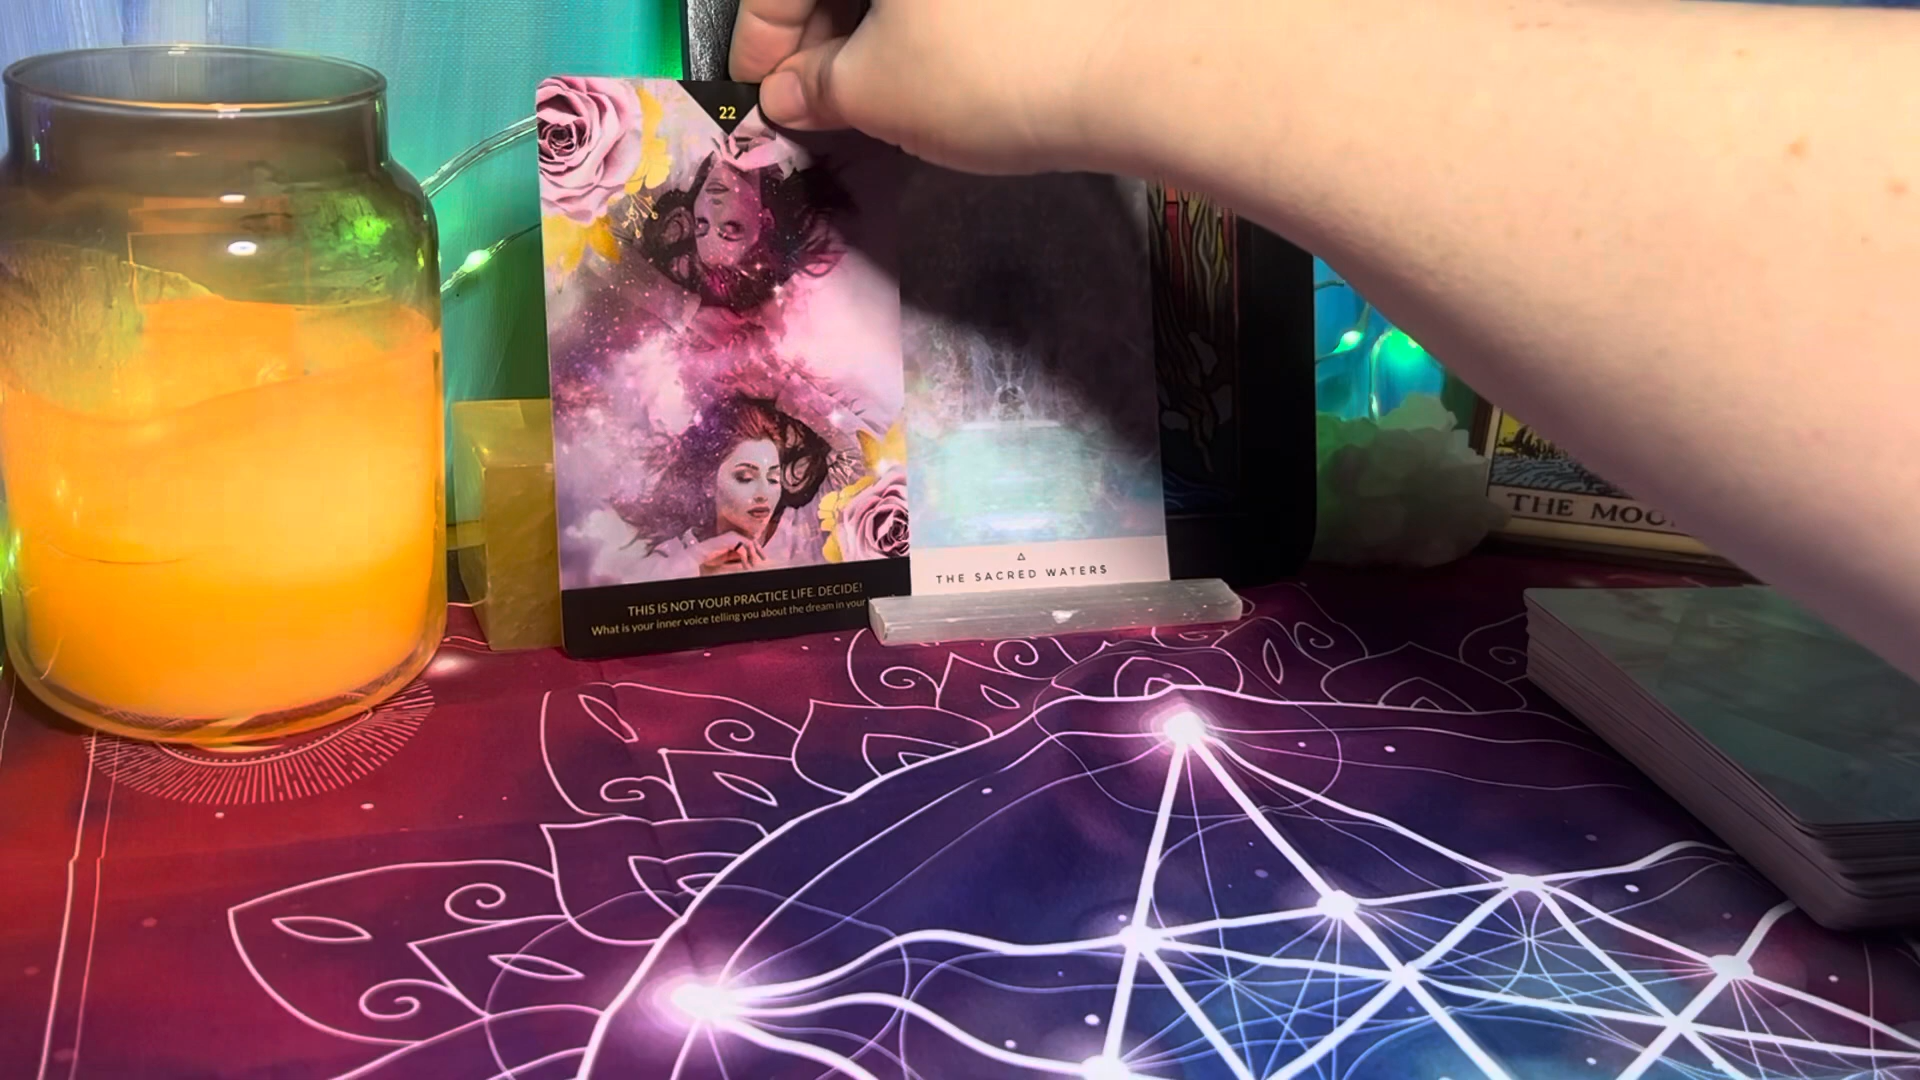 22
THIS IS NOT YOUR PRACTICE LIFE. DECIDE!
What is your inner voice telling you about the dream in your
THE SACRED WATERS
THE MOO